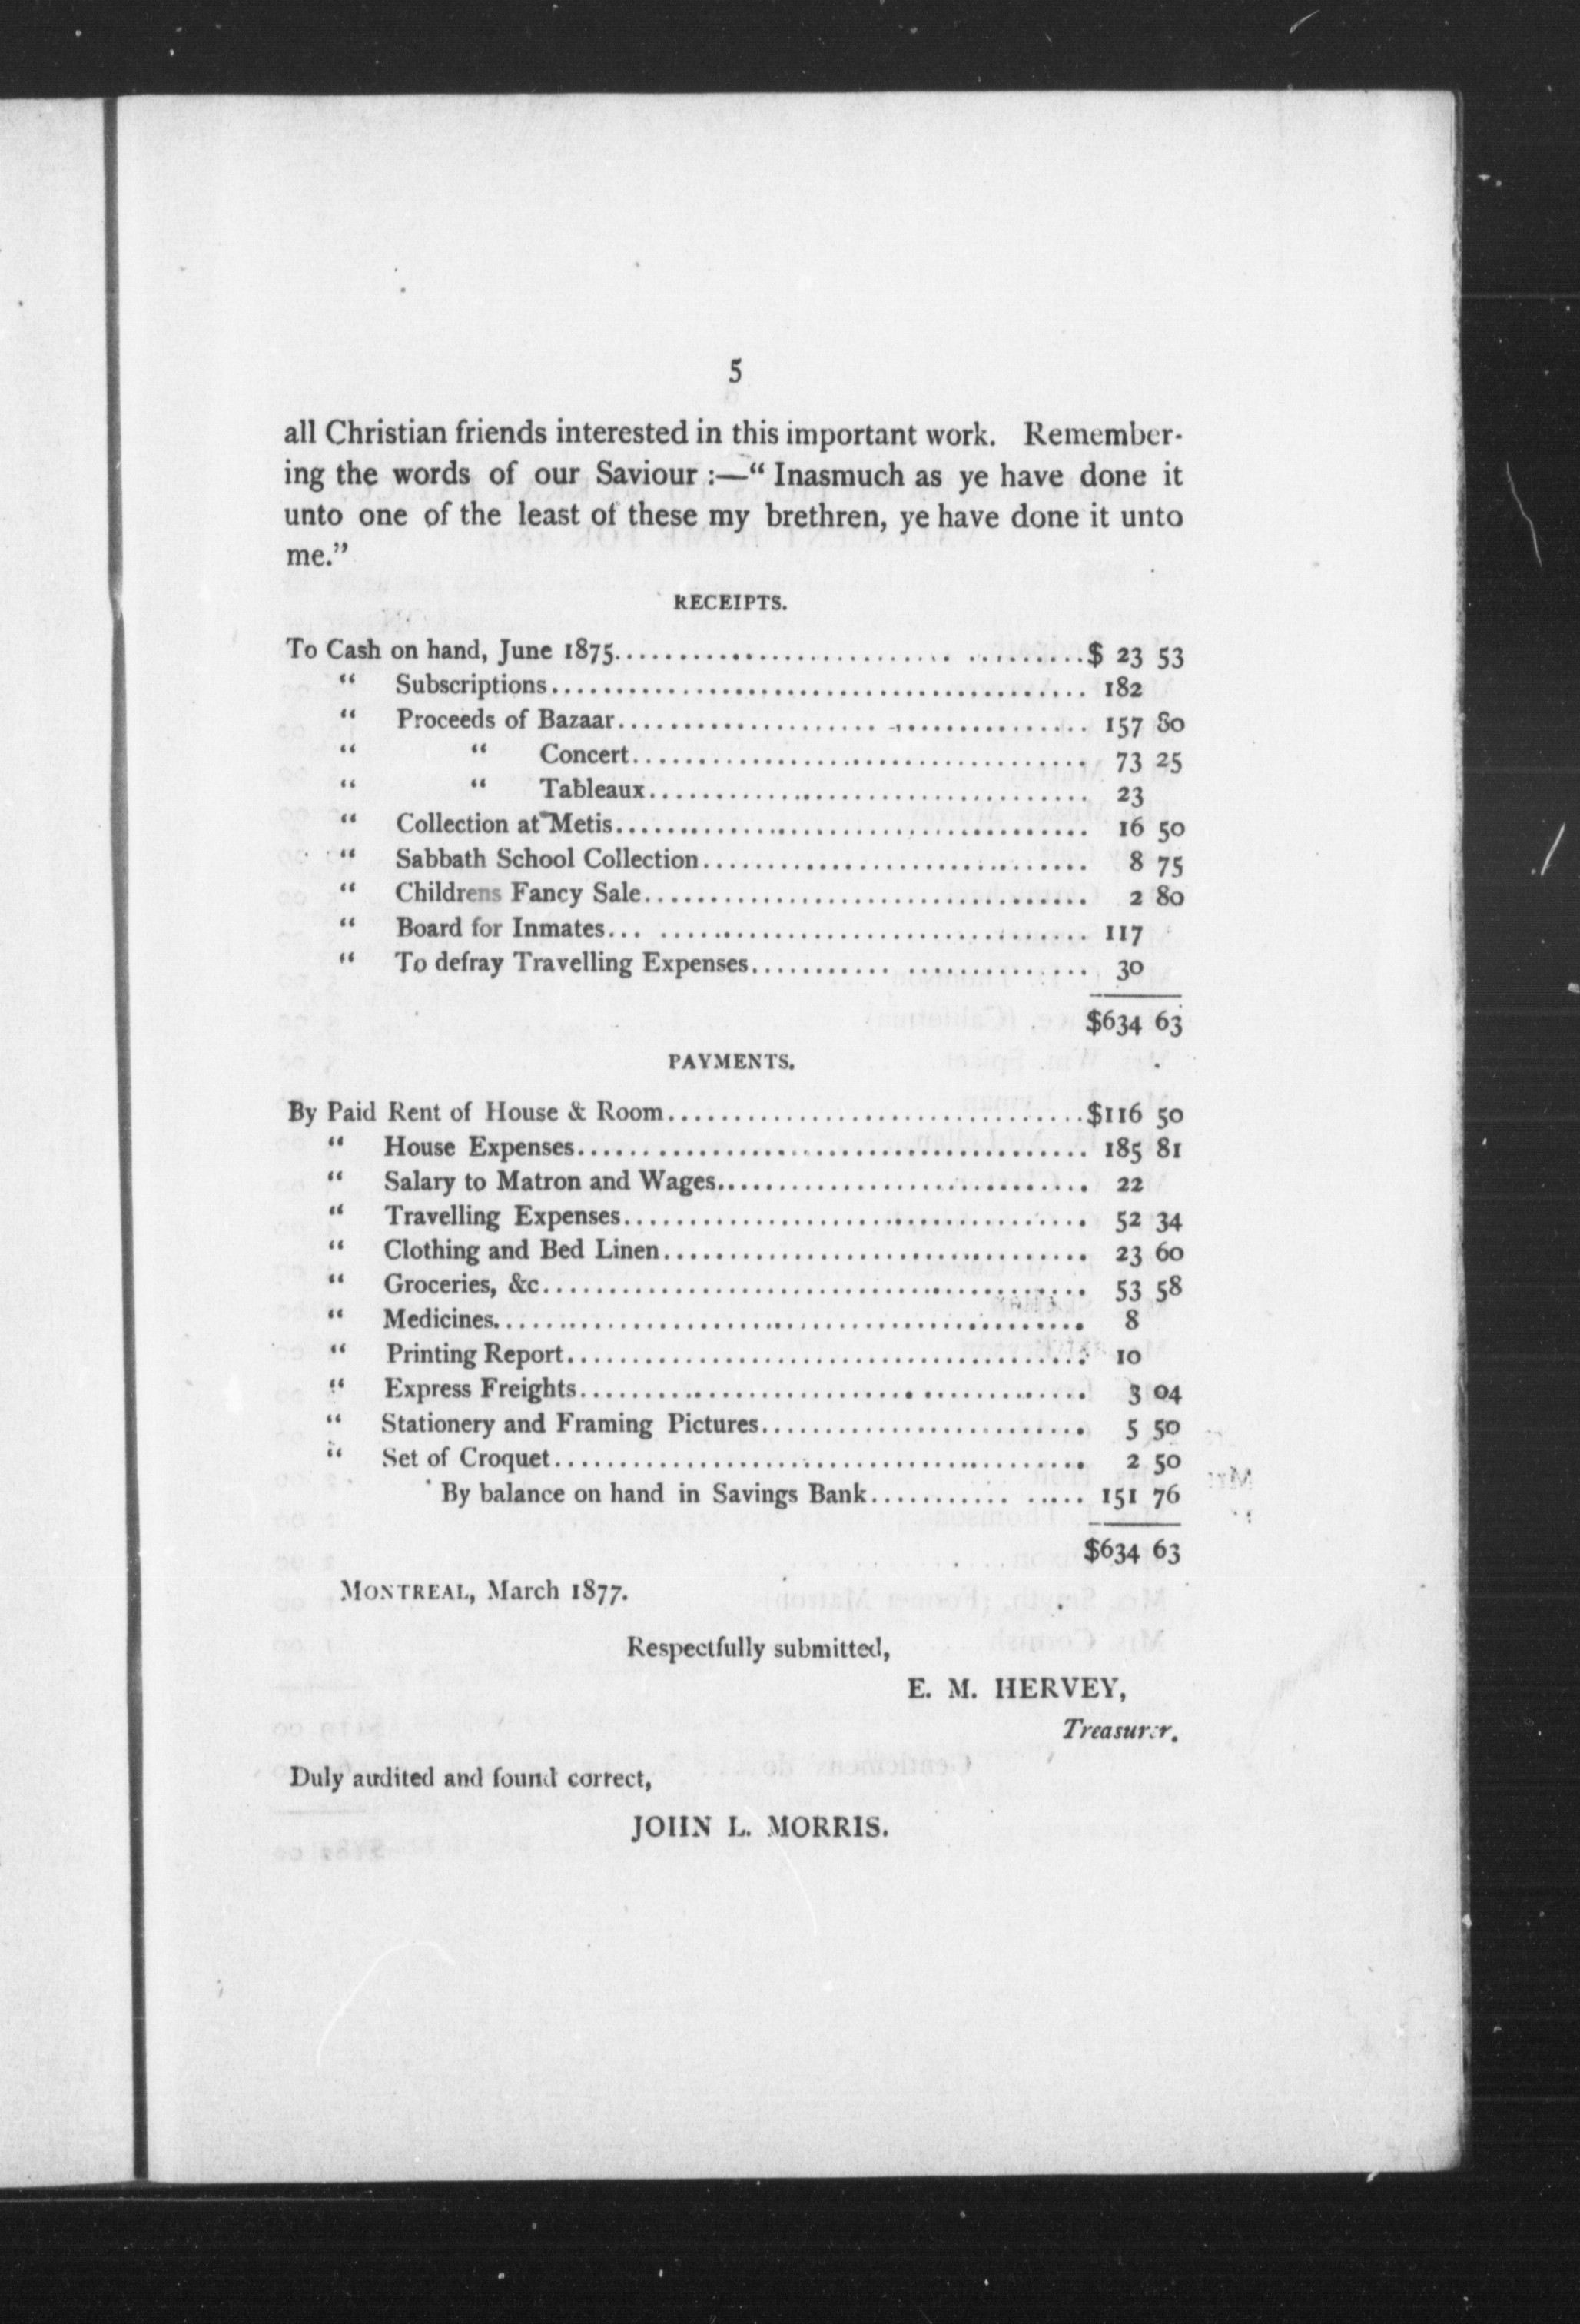 5
all Christian friends interested in this important work. Remember-
ing the words of our Saviour :—“ Inasmuch as ye have done it
unto one of the least of these my brethren, ye have done it unto
me.”
RECEIPTS.
To Cash on hand, June 1875.......................... .........$ 23 53
“ Subscriptions......................................... 182
“ Proceeds of Bazaar.................... ................ 157 80
“ “ Concert................................... 73 25
“ “ Tableaux.................................. 23
“ Collection at Metis.................................... 16 50
“ Sabbath School Collection.............................. 8 75
“ Childrens Fancy Sale.................................. 2 80
“ Board for Inmates... ................................. 117
“ To defray Travelling Expenses........... .............. 30
$634 63
PAYMENTS.
By Paid Rent of House & Room................................$116 50
“ House Expenses....................................... 185 81
“ Salary to Matron and Wages............................. 22
“ Travelling Expenses.................................... 52 34
“ Clothing and Bed Linen................................. 23 60
“ Groceries, &c.......................................... 53 58
“ Medicines.............................................. 8
“ Printing Report........................................ 10
“ Express Freights....................................... 3 04
“ Stationery and Framing Pictures......................... 5 50
“ Set of Croquet......................................... 2 50
By balance on hand in Savings Bank........... ..... 151 76
$634 63
MONTREAL, March 1877.
Respectfully submitted,
E. M. HERVEY,
Treasurer.
Duly audited and found correct,
JOHN L. MORRIS.